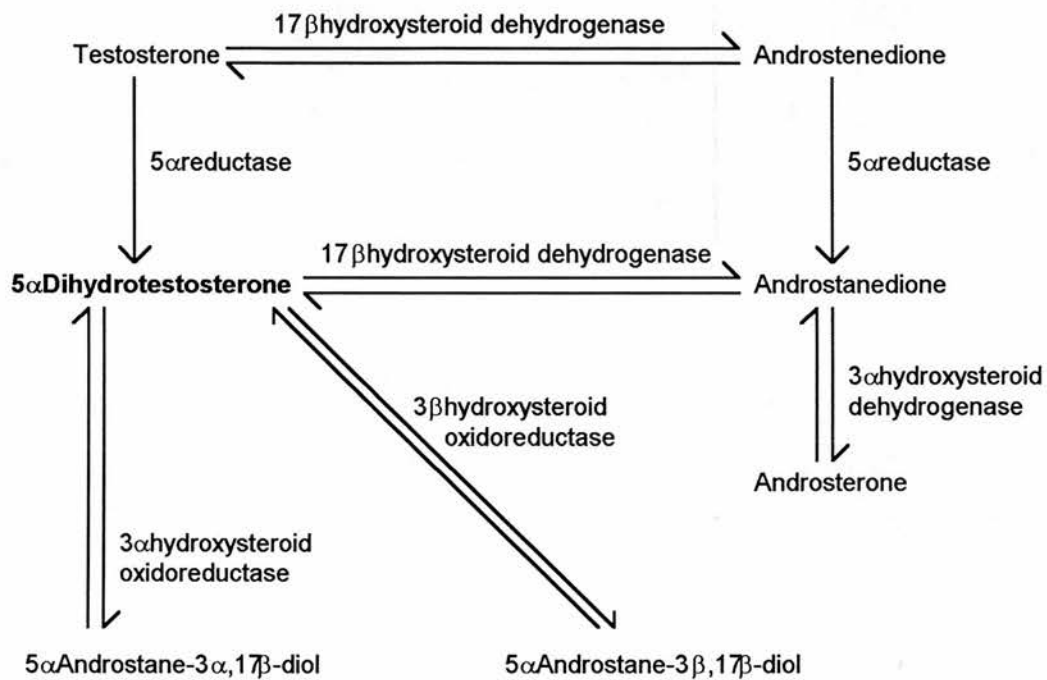 17βhydroxysteroid dehydrogenase
Testosterone
Androstenedione
5αreductase
5αreductase
17βhydroxysteroid dehydrogenase
5αDihydrotestosterone
Androstanedione
3αhydroxysteroid
dehydrogenase
3βhydroxysteroid
oxidoreductase
Androsterone
3αhydroxysteroid
oxidoreductase
5αAndrostane-3α,17β-diol
5αAndrostane-3β,17β-diol